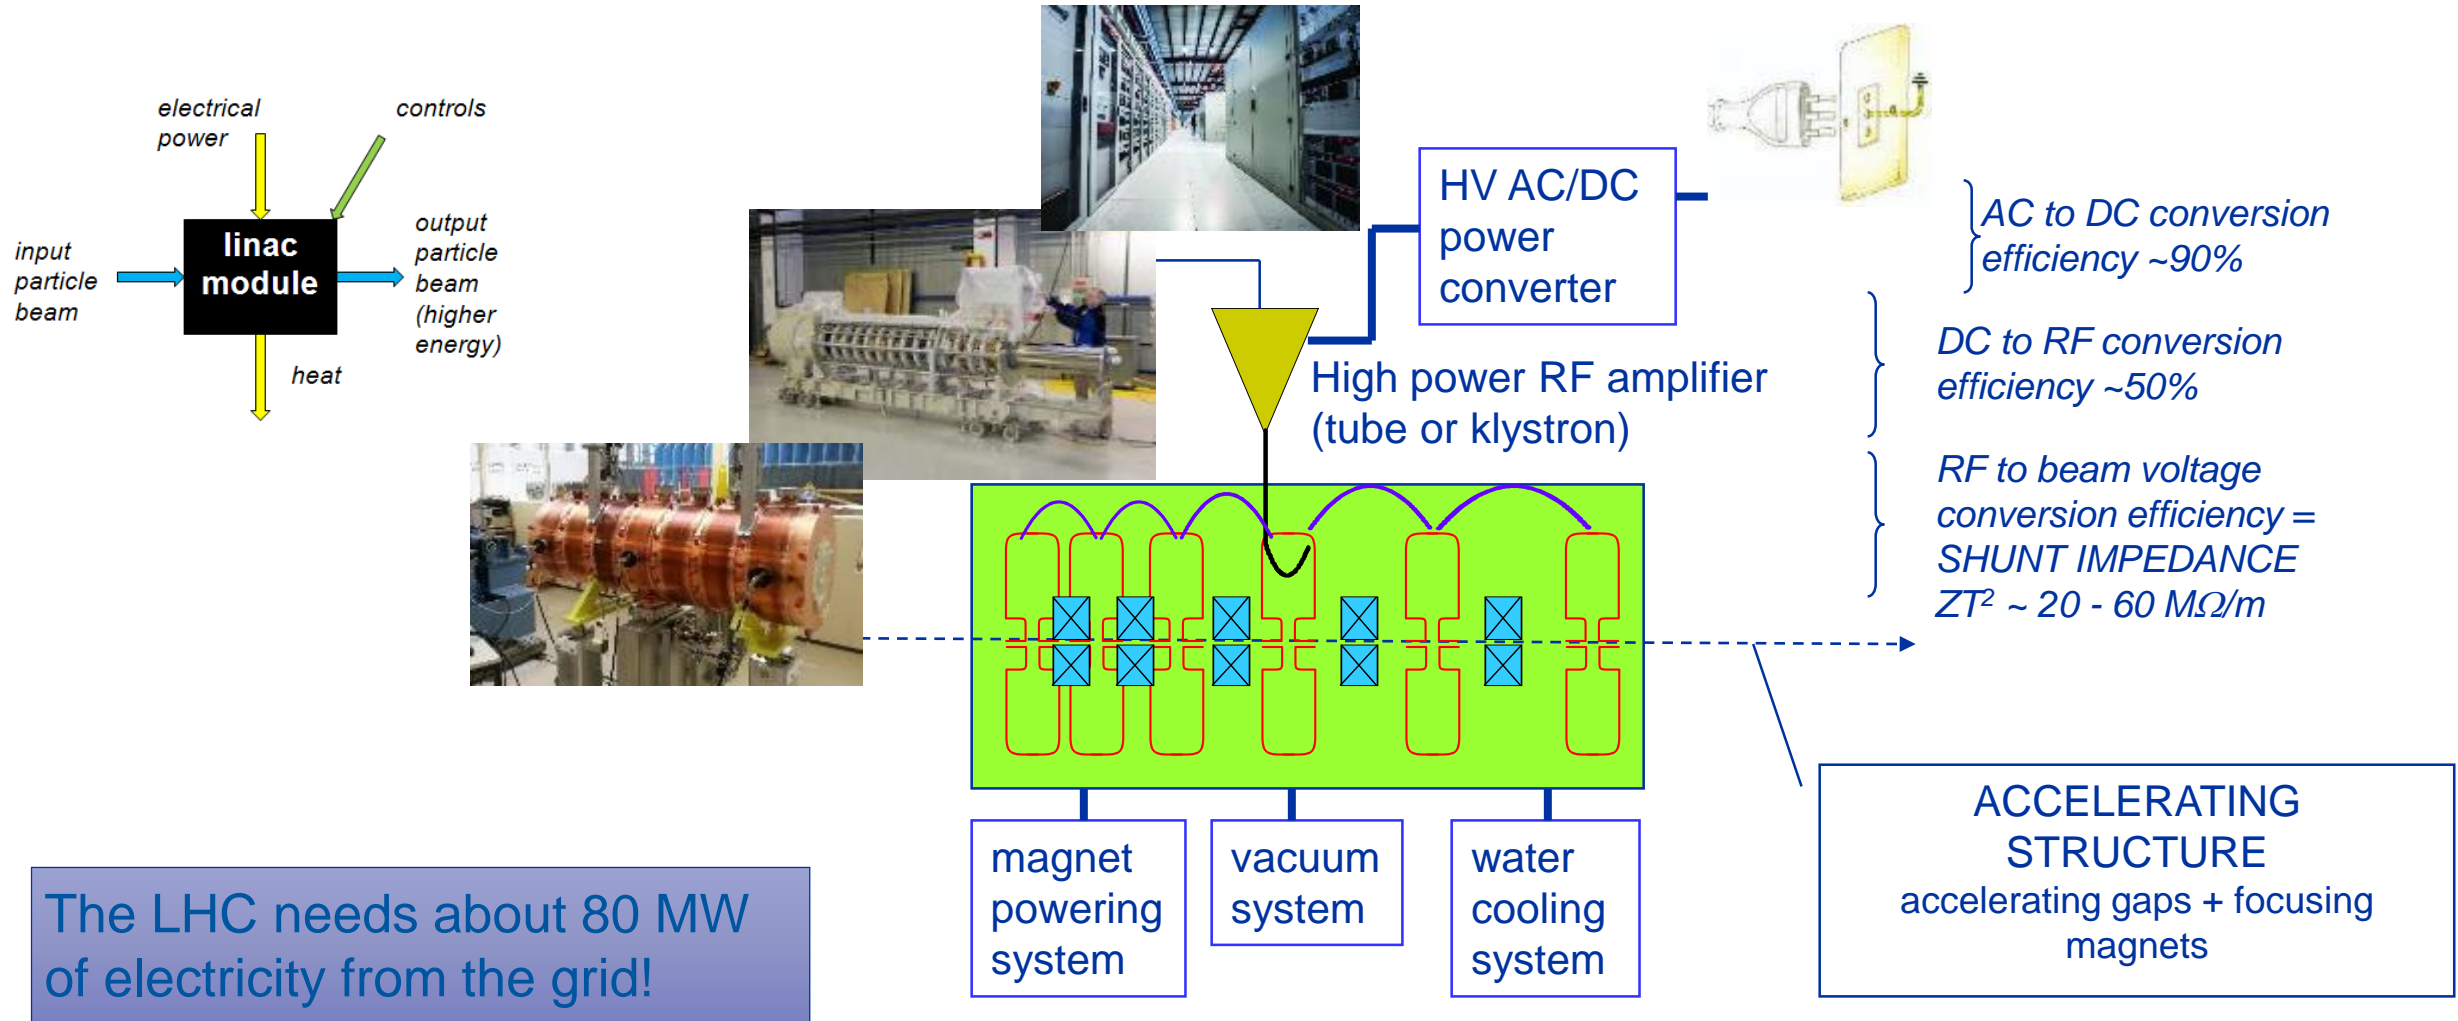 electrical
power
controls
input
particle
beam
linac
module
output
particle
beam
(higher
energy)
heat
HV AC/DC
power
converter
High power RF amplifier
(tube or klystron)
AC to DC conversion
efficiency ~90%
DC to RF conversion
efficiency ~50%
RF to beam voltage
conversion efficiency =
SHUNT IMPEDANCE
ZT² ~ 20 - 60 MΩ/m
magnet
powering
system
vacuum
system
water
cooling
system
ACCELERATING
STRUCTURE
accelerating gaps + focusing
magnets
The LHC needs about 80 MW
of electricity from the grid!